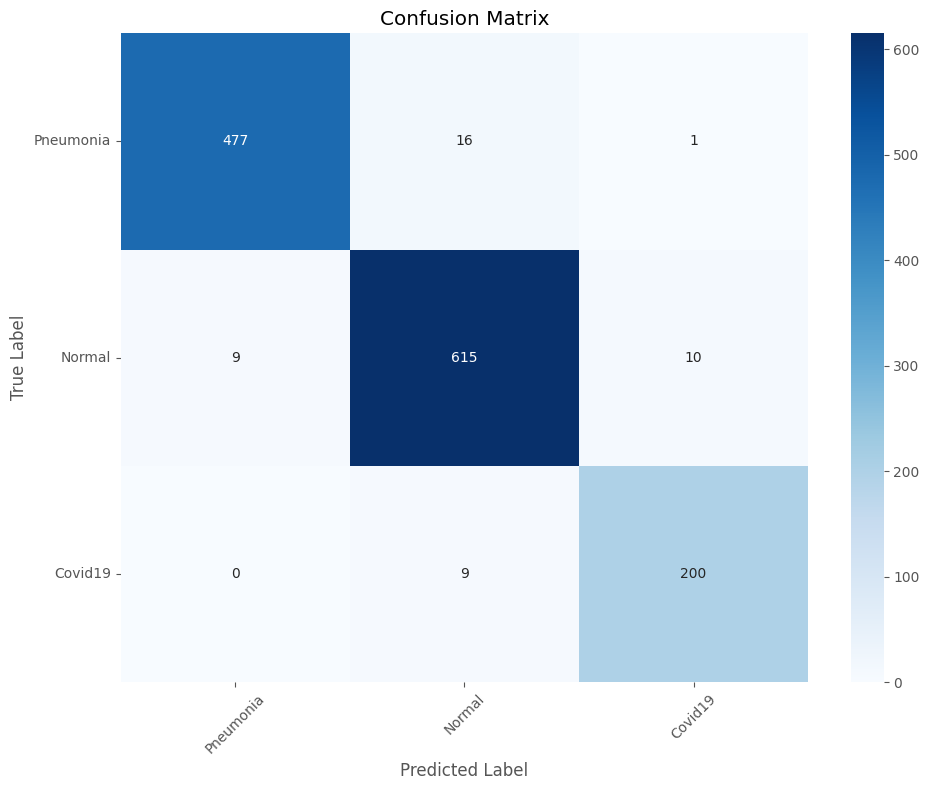 Confusion Matrix
True Label
Pneumonia
477
16
1
Normal
9
615
10
Covid19
0
9
200
Pneumonia
Normal
Covid19
Predicted Label
600
500
400
300
200
100
0